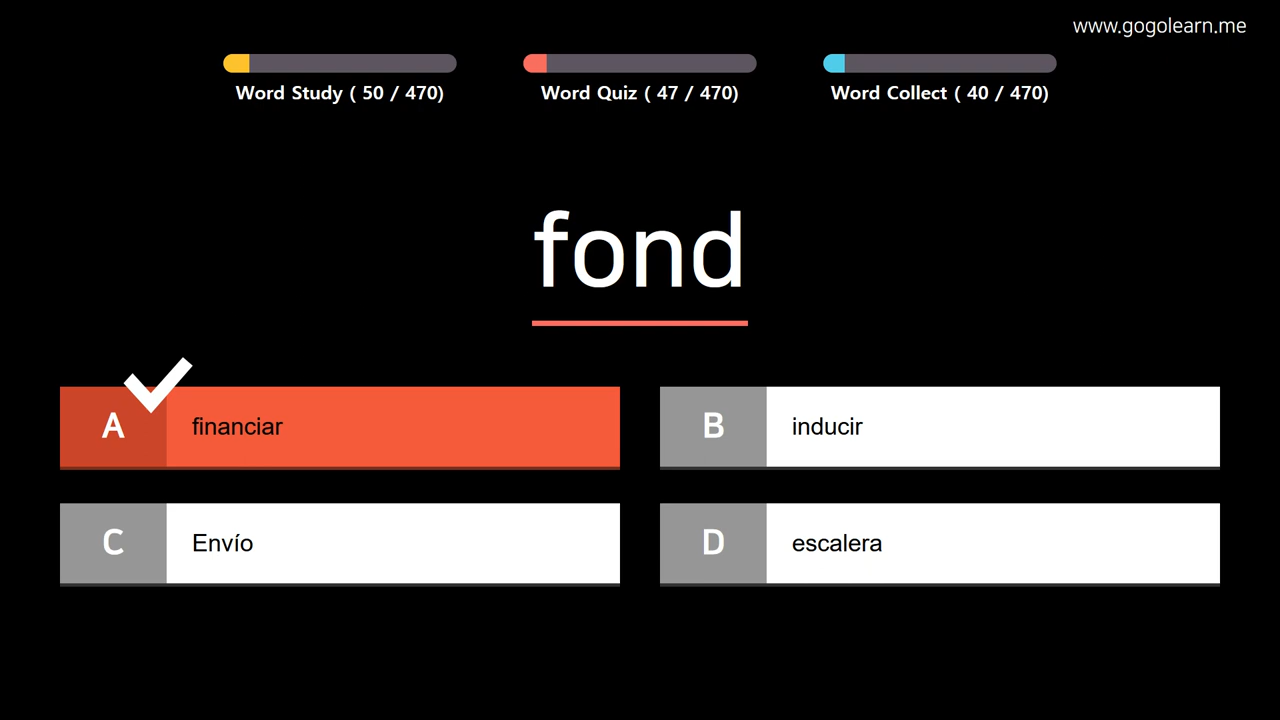 www.gogolearn.me
Word Study ( 50 / 470)
Word Quiz ( 47 / 470)
Word Collect ( 40 / 470)
fond
A financiar
B inducir
C Envío
D escalera